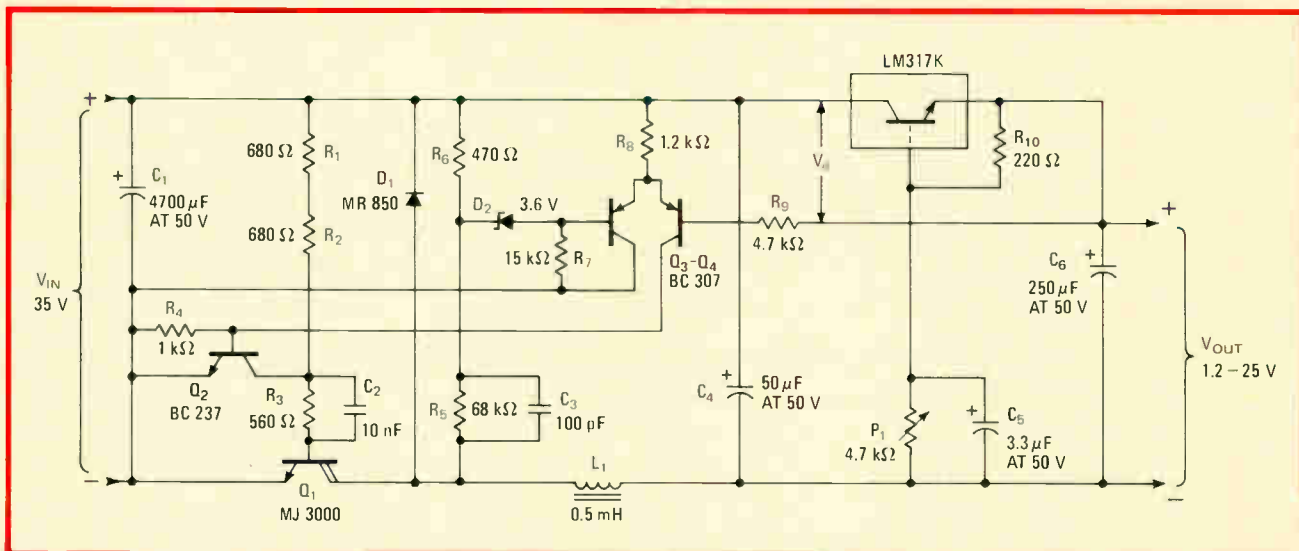 LM317K
+
+
680 Ω R₁
R₆ 470 Ω
R₈ 1.2 kΩ
Vd
R₁₀ 220 Ω
+ C₁ 4700 µF AT 50 V
D₁ MR 850
D₂ 3.6 V
680 Ω R₂
15 kΩ R₇
R₉ 4.7 kΩ
+
Q₃-Q₄ BC 307
C₆ + 250 µF AT 50 V
V_IN 35 V
R₄ 1 kΩ
V_OUT 1.2 – 25 V
Q₂ BC 237
R₃ 560 Ω
C₂ 10 nF
R₅ 68 kΩ
C₃ 100 pF
C₄ + 50 µF AT 50 V
P₁ 4.7 kΩ
+ C₅ 3.3 µF AT 50 V
–
Q₁ MJ 3000
L₁ 0.5 mH
–